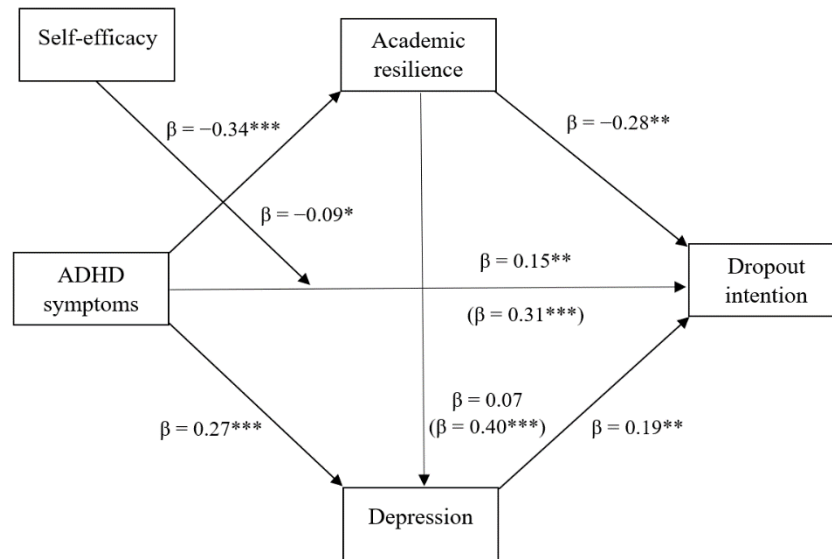 Self-efficacy
Academic
resilience
β = −0.34***
β = −0.28**
β = −0.09*
ADHD
symptoms
β = 0.15**
(β = 0.31***)
Dropout
intention
β = 0.27***
β = 0.07
(β = 0.40***)
β = 0.19**
Depression